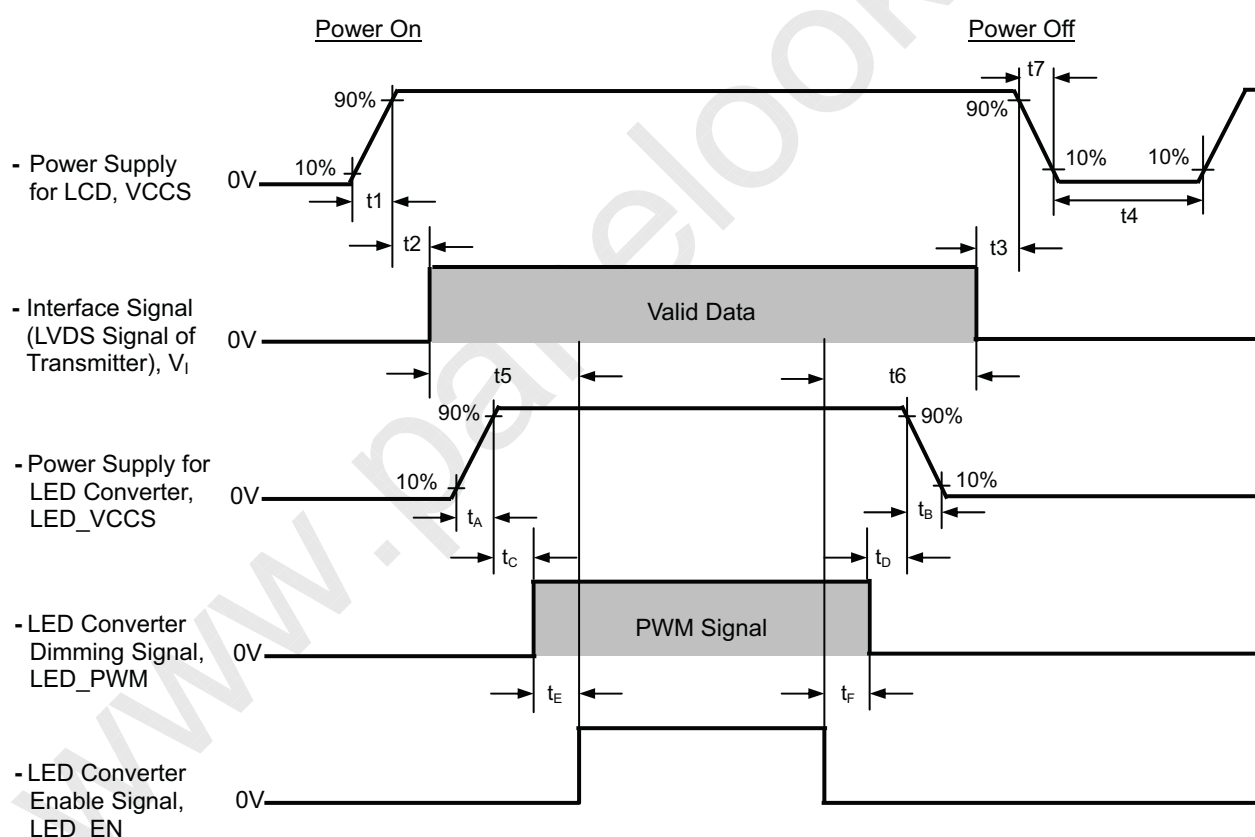 Power On
Power Off
t7
90%
90%
- Power Supply
for LCD, VCCS
0V
10%
10%
10%
t1
t4
t2
t3
- Interface Signal
(LVDS Signal of
Transmitter), VI
0V
Valid Data
t5
t6
90%
90%
- Power Supply for
LED Converter,
LED_VCCS
0V
10%
10%
tA
tB
tC
tD
- LED Converter
Dimming Signal,
LED_PWM
0V
PWM Signal
tE
tF
- LED Converter
Enable Signal,
LED_EN
0V